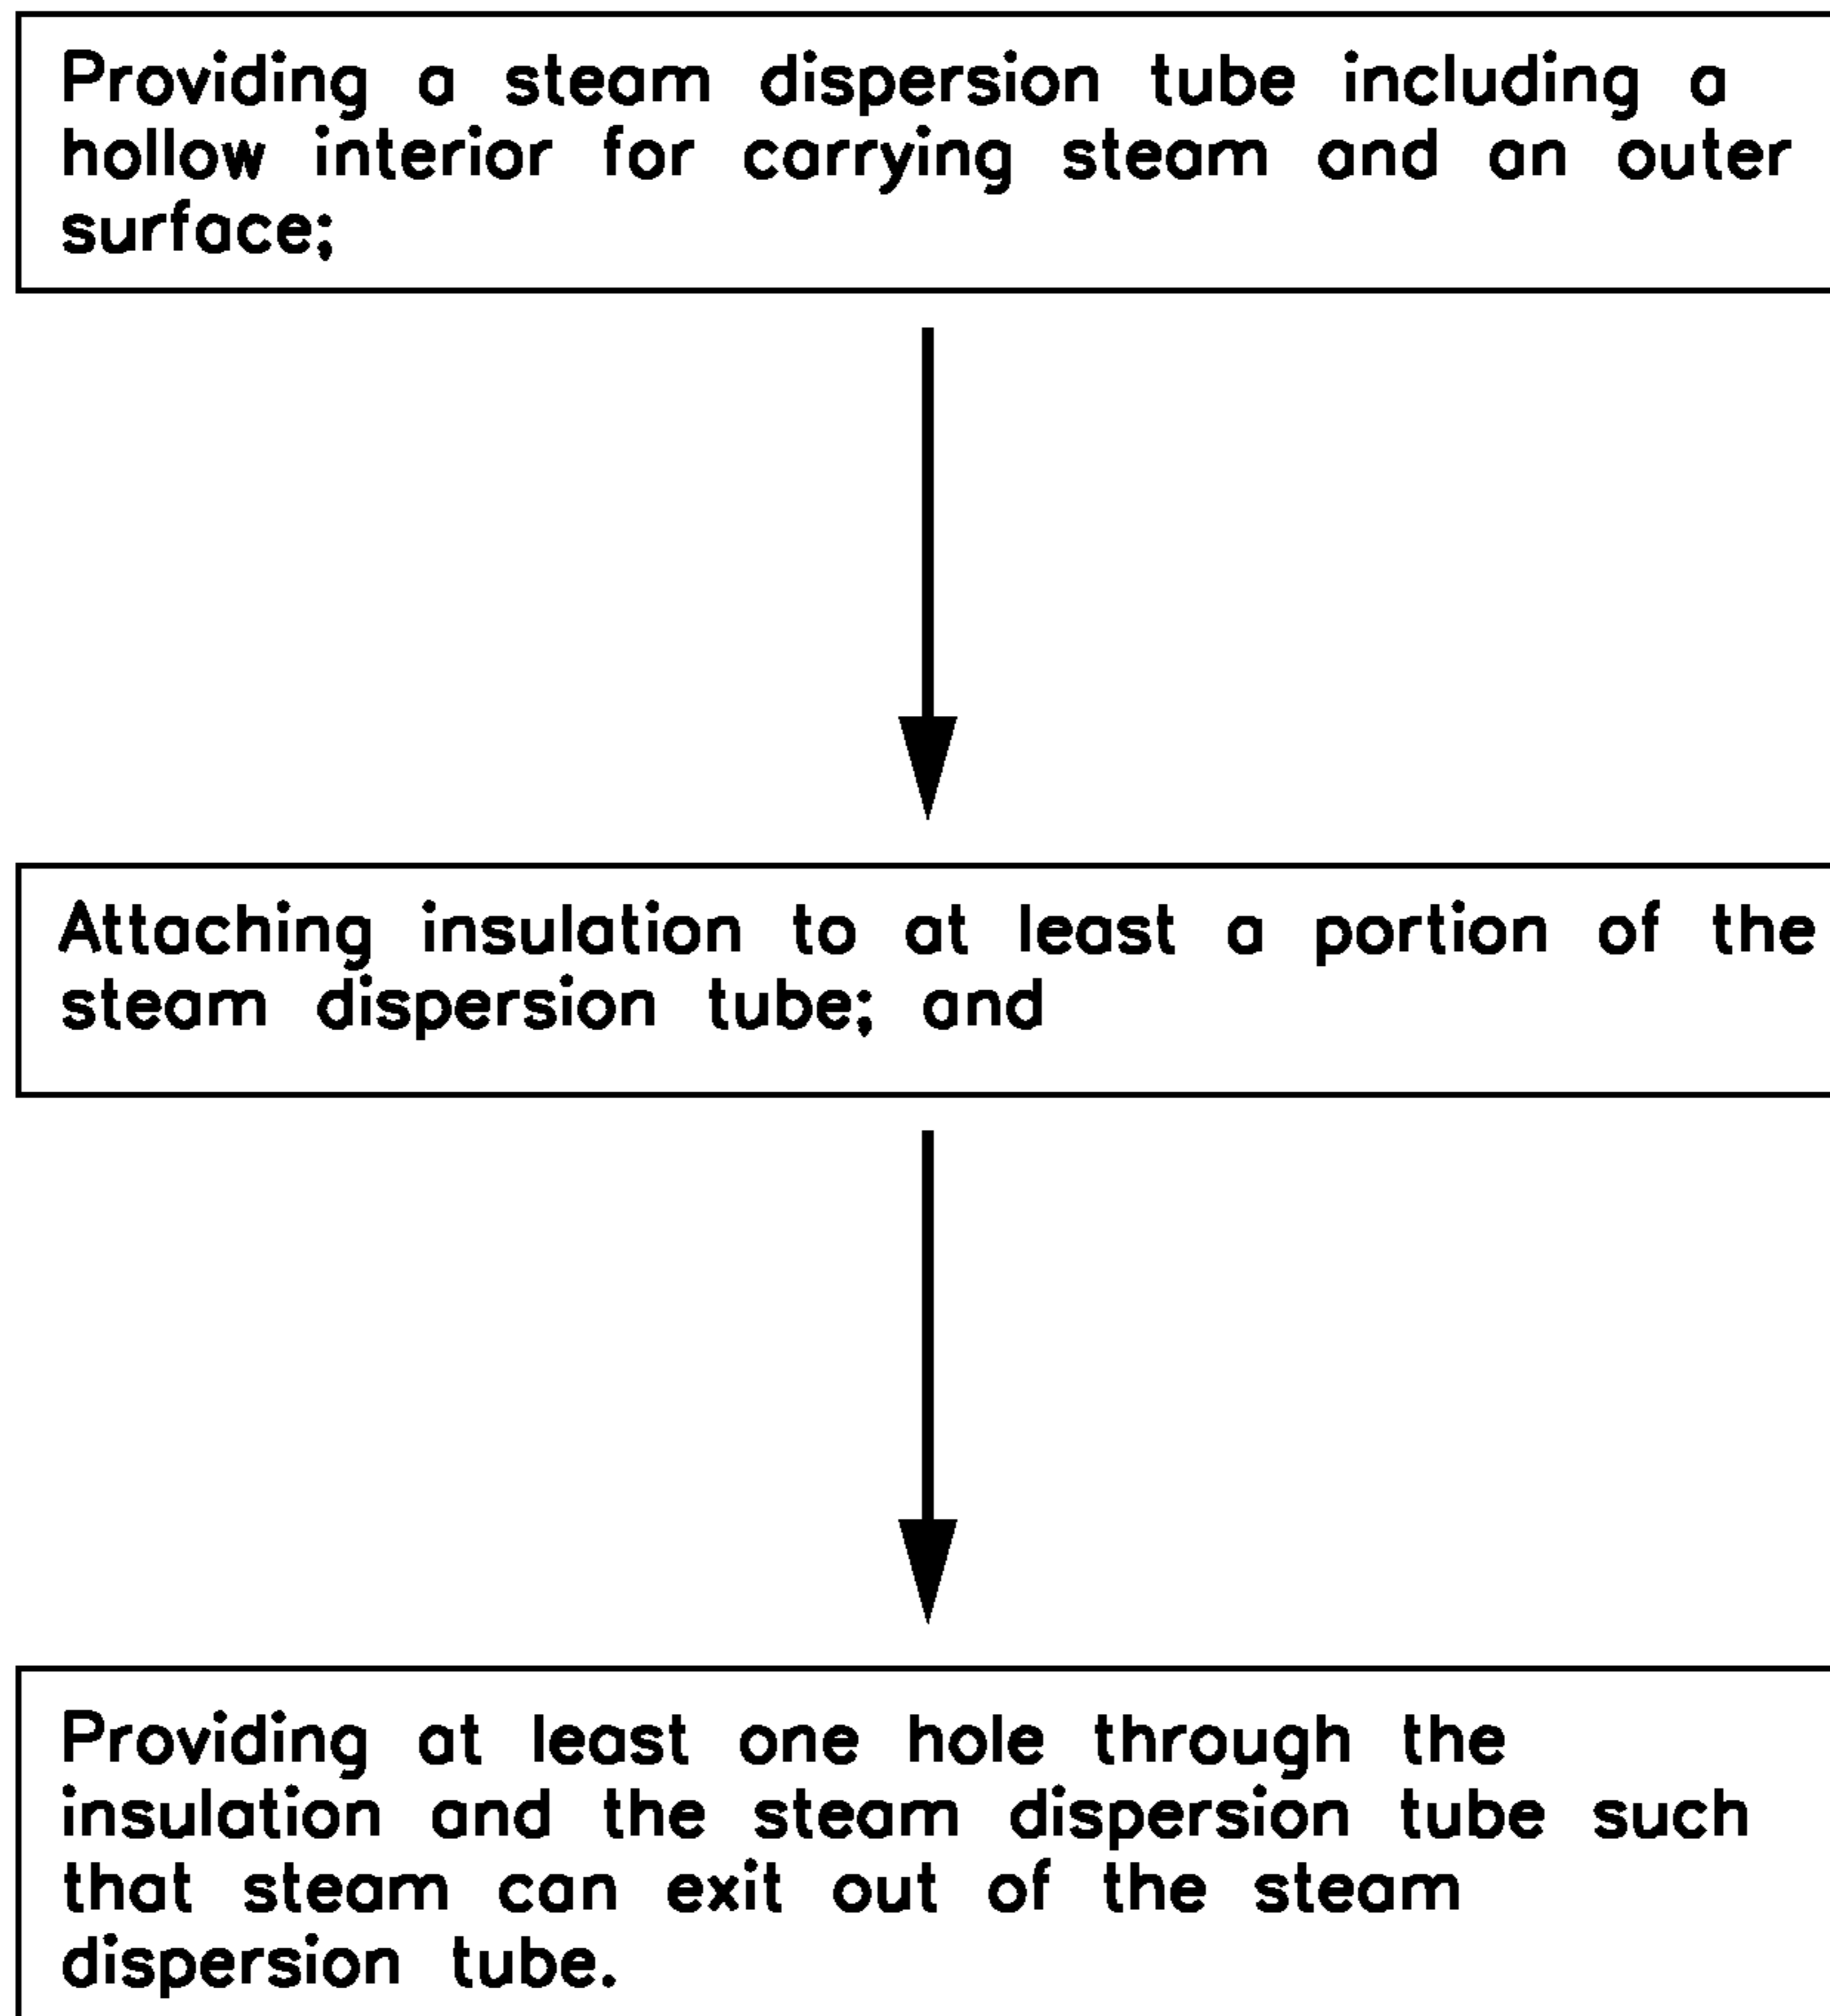 Providing a steam dispersion tube including a
hollow interior for carrying steam and an outer
surface;
Attaching insulation to at least a portion of the
steam dispersion tube; and
Providing at least one hole through the
insulation and the steam dispersion tube such
that steam can exit out of the steam
dispersion tube.